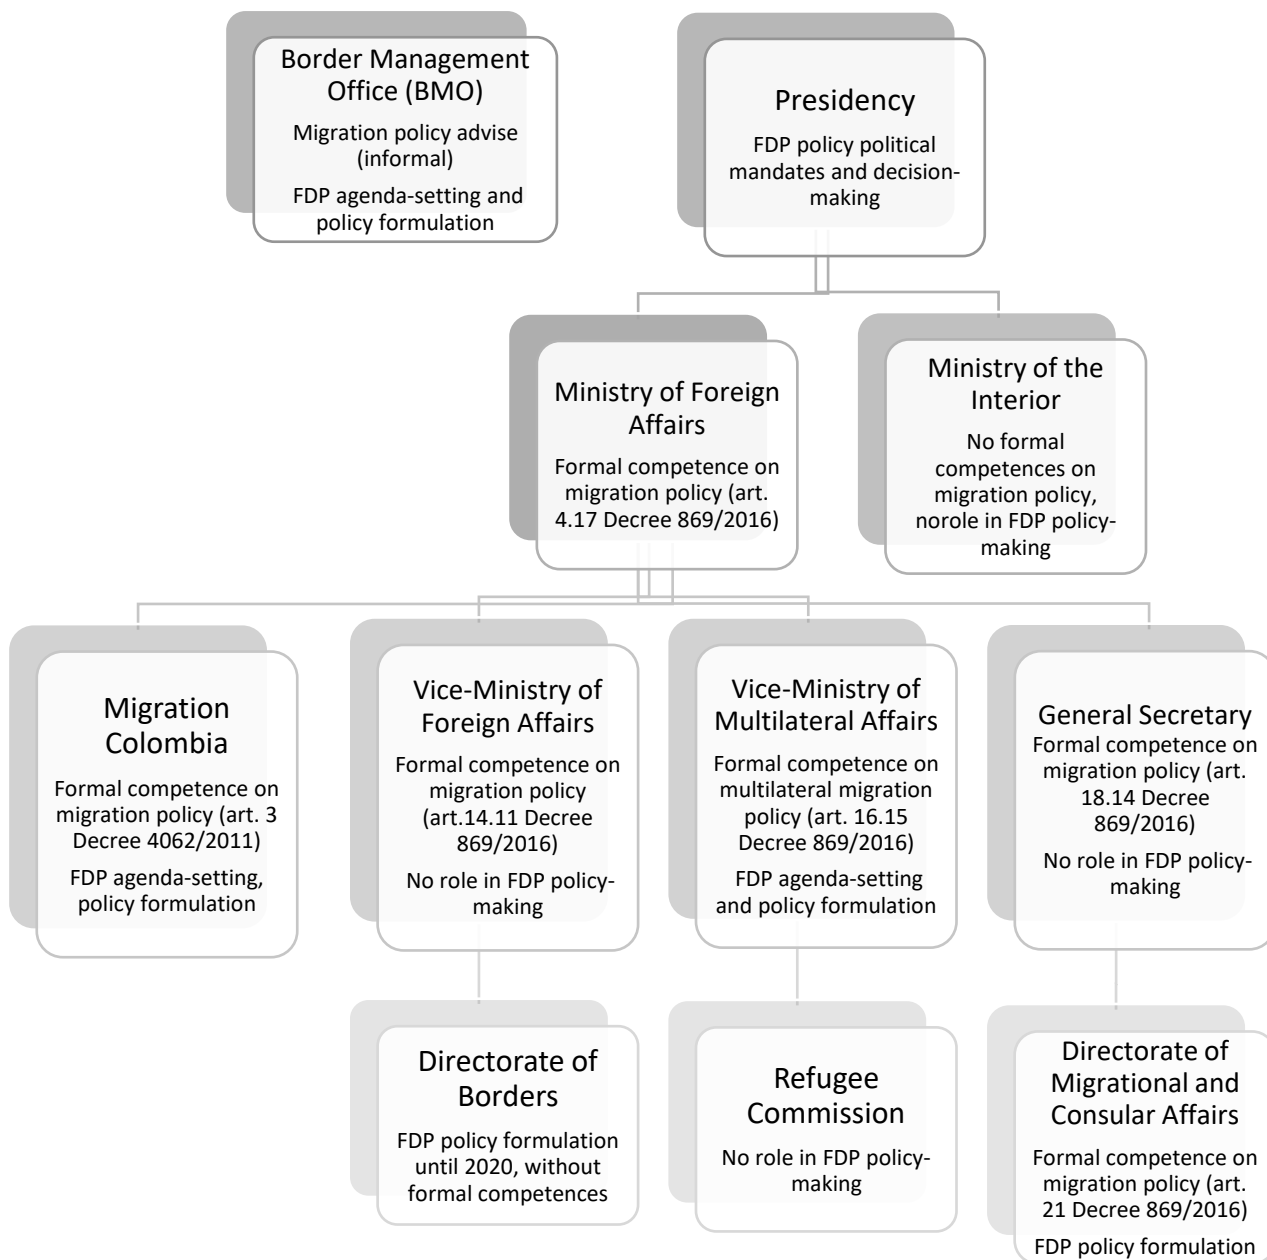 Border Management
Office (BMO)
Migration policy advise
(informal)
FDP agenda-setting and
policy formulation
Presidency
FDP policy political
mandates and decision-
making
Ministry of Foreign
Affairs
Formal competence on
migration policy (art.
4.17 Decree 869/2016)
Ministry of the
Interior
No formal
competences on
migration policy,
norole in FDP policy-
making
Migration
Colombia
Formal competence on
migration policy (art. 3
Decree 4062/2011)
FDP agenda-setting,
policy formulation
Vice-Ministry of
Foreign Affairs
Formal competence on
migration policy
(art.14.11 Decree
869/2016)
No role in FDP policy-
making
Vice-Ministry of
Multilateral Affairs
Formal competence on
multilateral migration
policy (art. 16.15
Decree 869/2016)
FDP agenda-setting
and policy formulation
General Secretary
Formal competence on
migration policy (art.
18.14 Decree
869/2016)
No role in FDP policy-
making
Directorate of
Borders
FDP policy formulation
until 2020, without
formal competences
Refugee
Commission
No role in FDP policy-
making
Directorate of
Migrational and
Consular Affairs
Formal competence on
migration policy (art.
21 Decree 869/2016)
FDP policy formulation